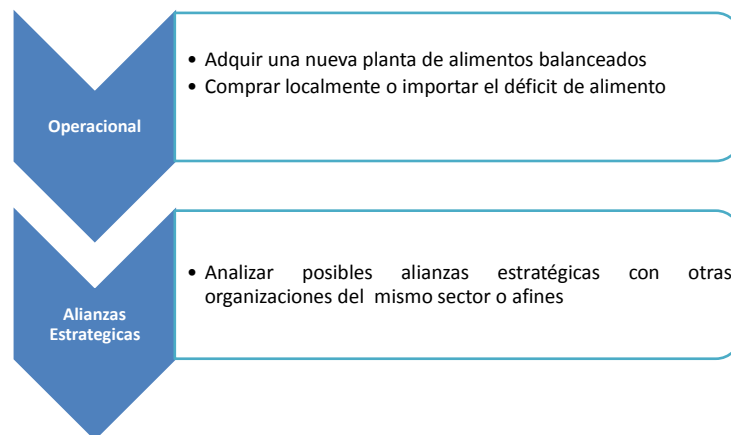 • Adquir una nueva planta de alimentos balanceados
• Comprar localmente o importar el déficit de alimento
Operacional
• Analizar posibles alianzas estratégicas con otras
organizaciones del mismo sector o afines
Alianzas
Estrategicas